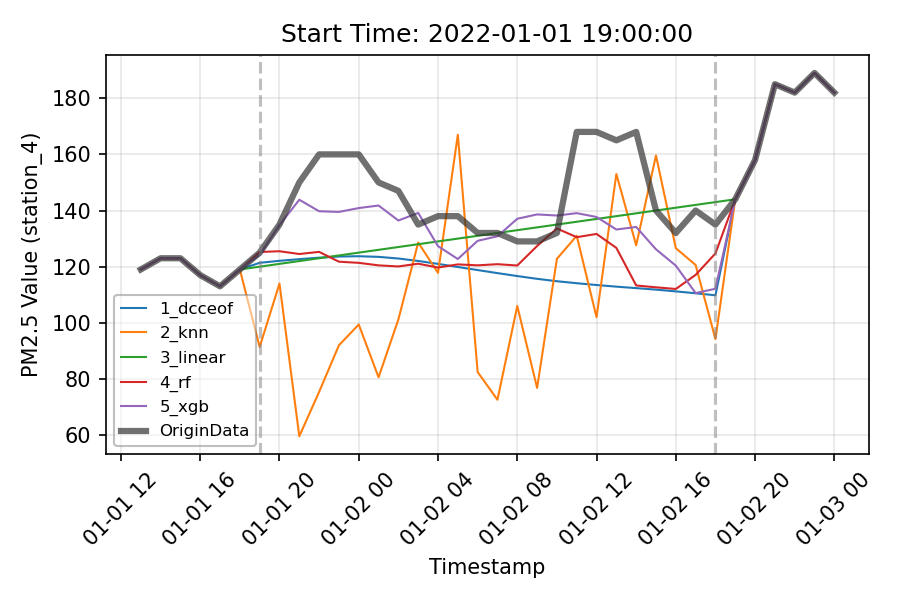 Start Time: 2022-01-01 19:00:00
PM2.5 Value (station_4)
180
160
140
120
100
80
60
1_dcceof
2_knn
3_linear
4_rf
5_xgb
OriginData
01-01 12
01-01 16
01-01 20
01-02 00
01-02 04
01-02 08
01-02 12
01-02 16
01-02 20
01-03 00
Timestamp